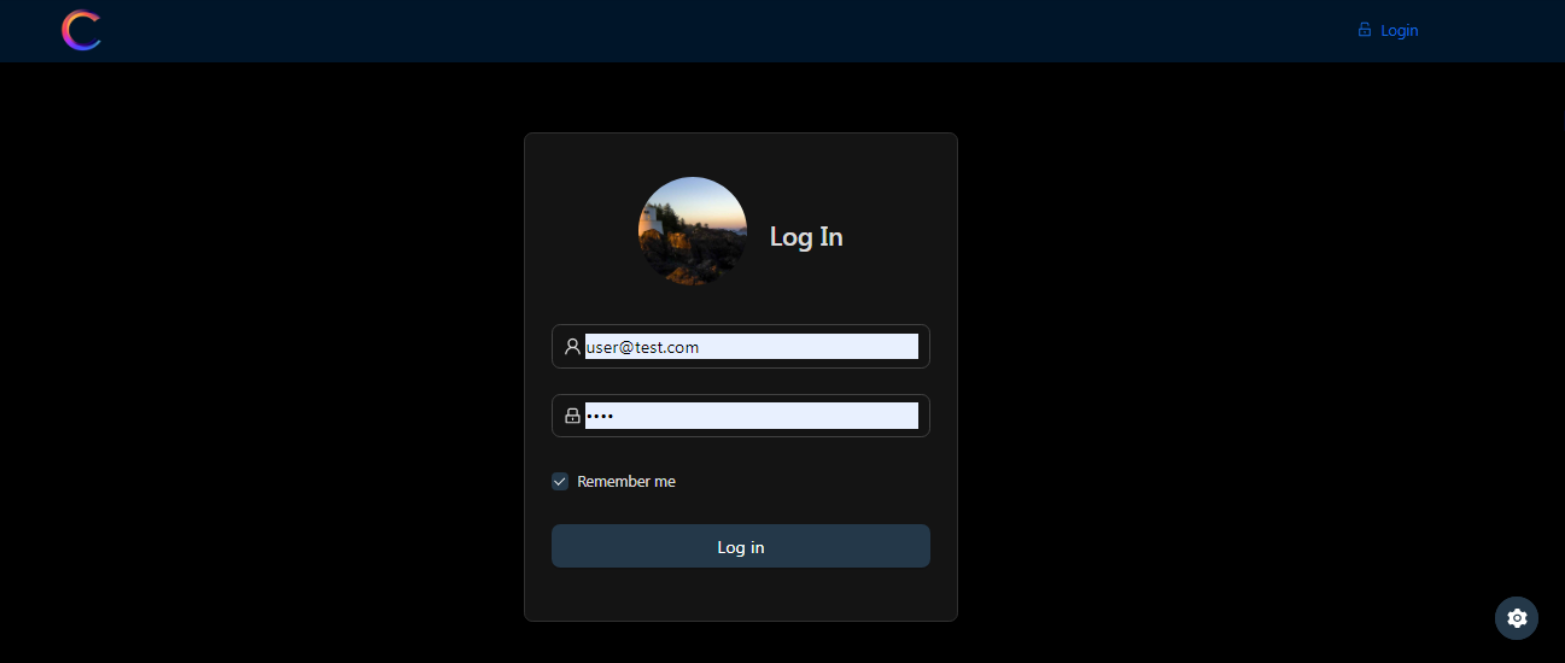 Login
Log In
user@test.com
••••
Remember me
Log in